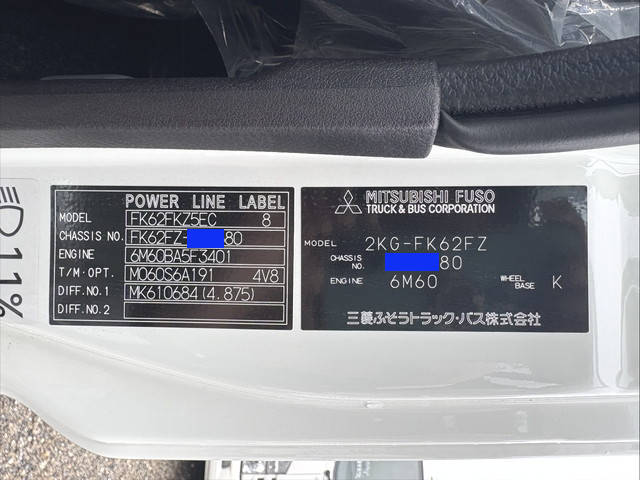 POWER LINE LABEL
MODEL FK62FKZ5EC 8
CHASSIS NO. FK62FZ- 80
ENGINE 6M60BA5F3401
T/M-OPT. M060S6A191 4V8
DIFF.NO.1 MK610684(4.875)
DIFF.NO.2
MITSUBISHI FUSO
TRUCK & BUS CORPORATION
MODEL 2KG-FK62FZ
CHASSIS NO. 80
6M60 WHEEL BASE K
三菱ふそうトラック・バス株式会社
11%